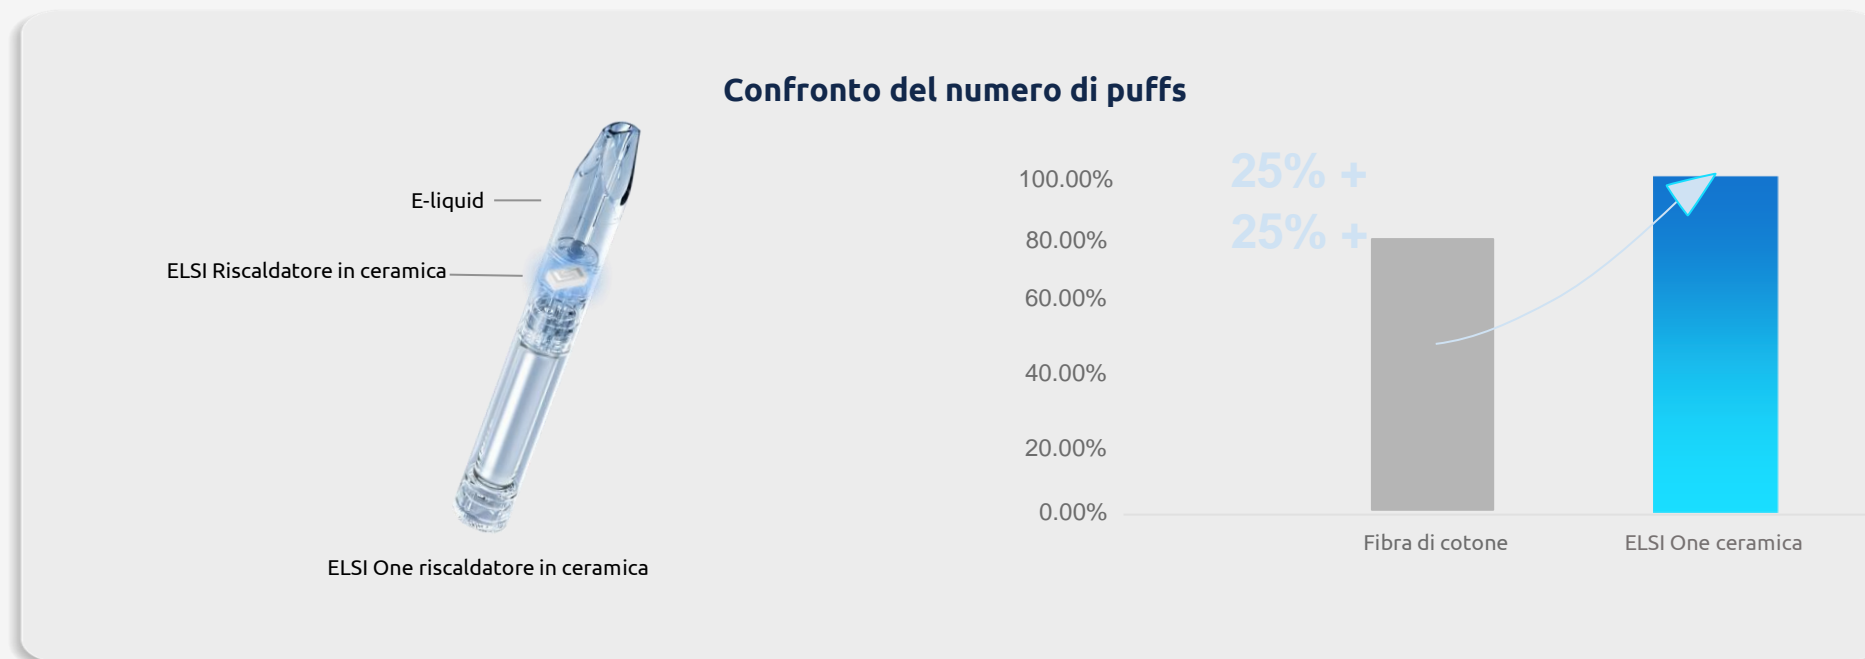 Confronto del numero di puffs
E-liquid
ELSI Riscaldatore in ceramica
ELSI One riscaldatore in ceramica
25% +
25% +
100.00%
80.00%
60.00%
40.00%
20.00%
0.00%
Fibra di cotone
ELSI One ceramica